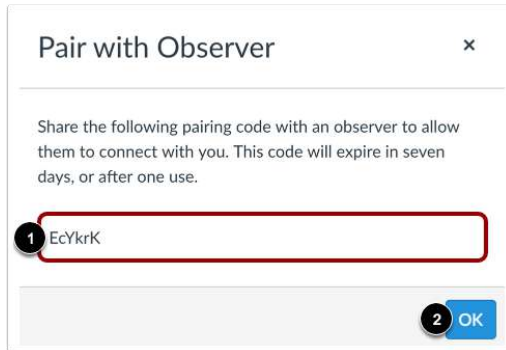 Pair with Observer ×
Share the following pairing code with an observer to allow
them to connect with you. This code will expire in seven
days, or after one use.
1 EcYkrK
2 OK